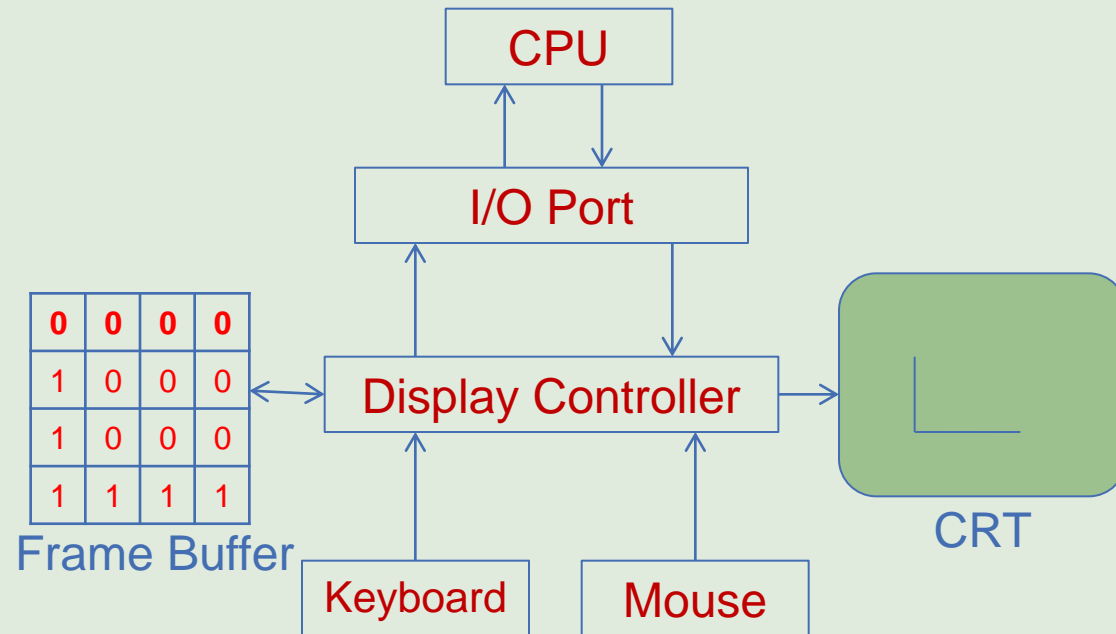 CPU
I/O Port
0 0 0 0
1 0 0 0
1 0 0 0
1 1 1 1
Display Controller
Frame Buffer
CRT
Keyboard
Mouse